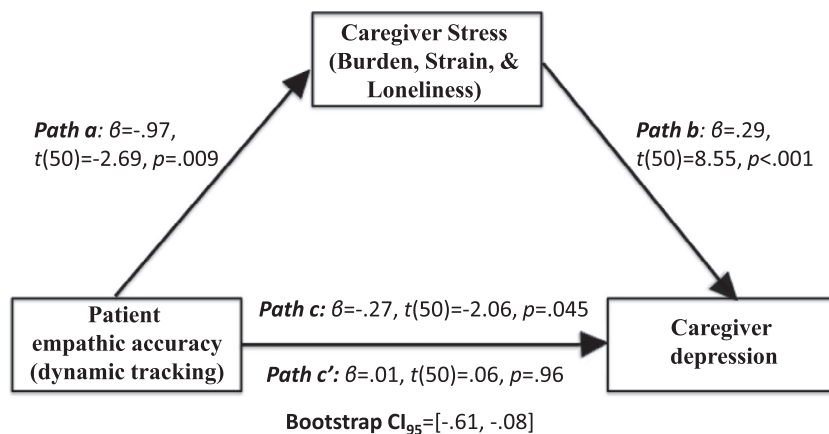 Caregiver Stress
(Burden, Strain, &
Loneliness)
Path a: β=-.97,
t(50)=-2.69, p=.009
Path b: β=.29,
t(50)=8.55, p<.001
Patient
empathic accuracy
(dynamic tracking)
Path c: β=-.27, t(50)=-2.06, p=.045
Path c’: β=.01, t(50)=.06, p=.96
Bootstrap CI₉₅=[-.61, -.08]
Caregiver
depression